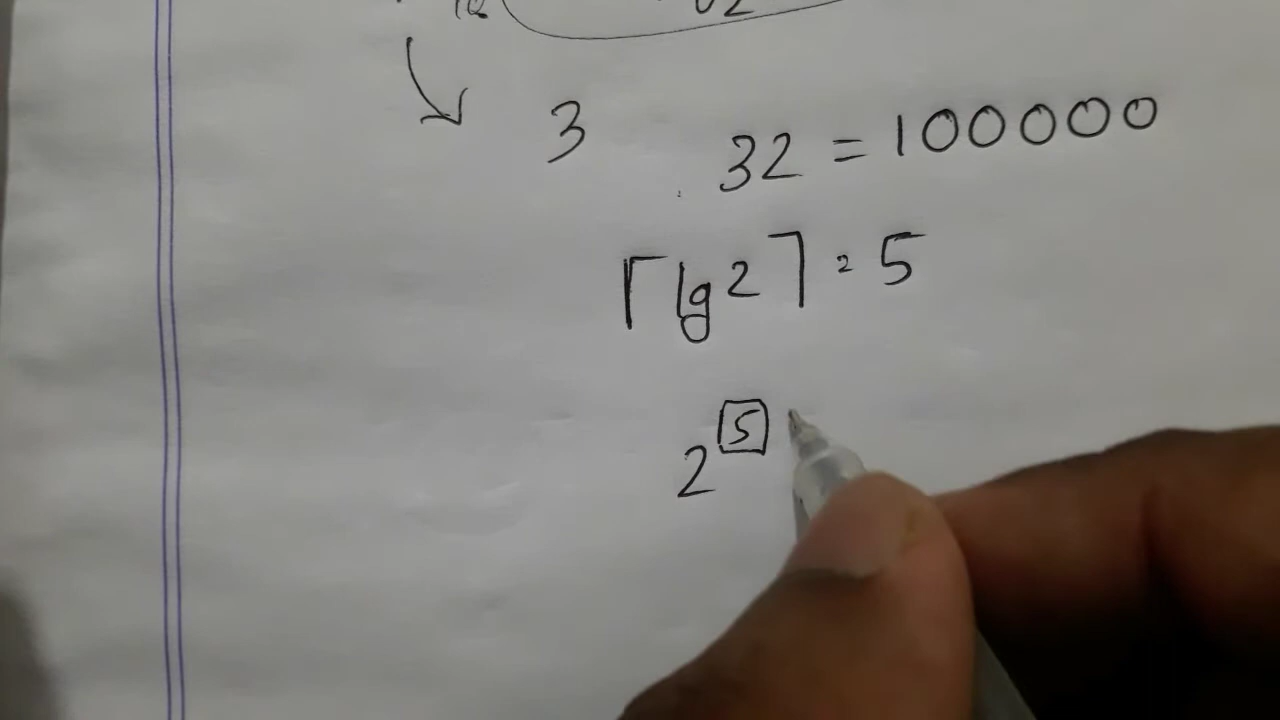 3
32 = 100000
⌈lg 2⌉ = 5
2^5